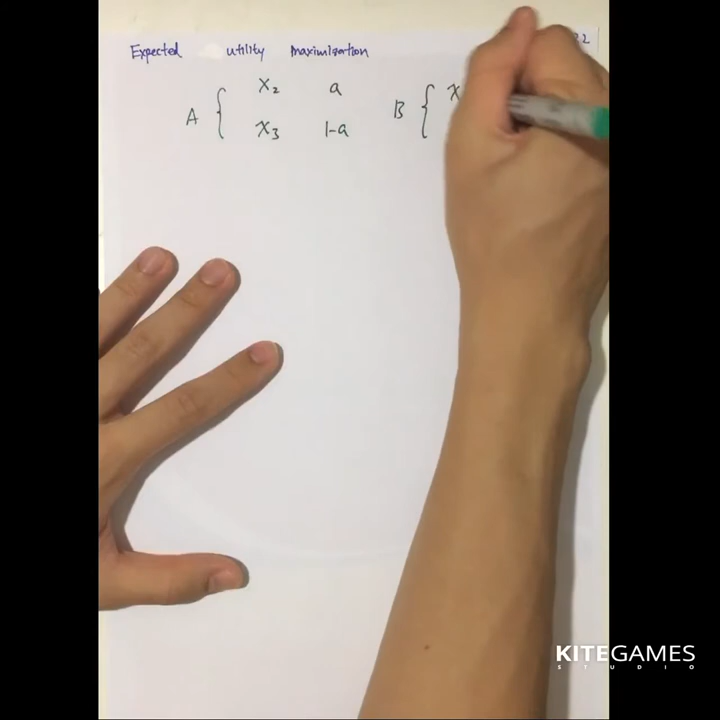 Expected utility maximization
A { x₂ a B { x
x₃ 1-a
KITEGAMES
STUDIO